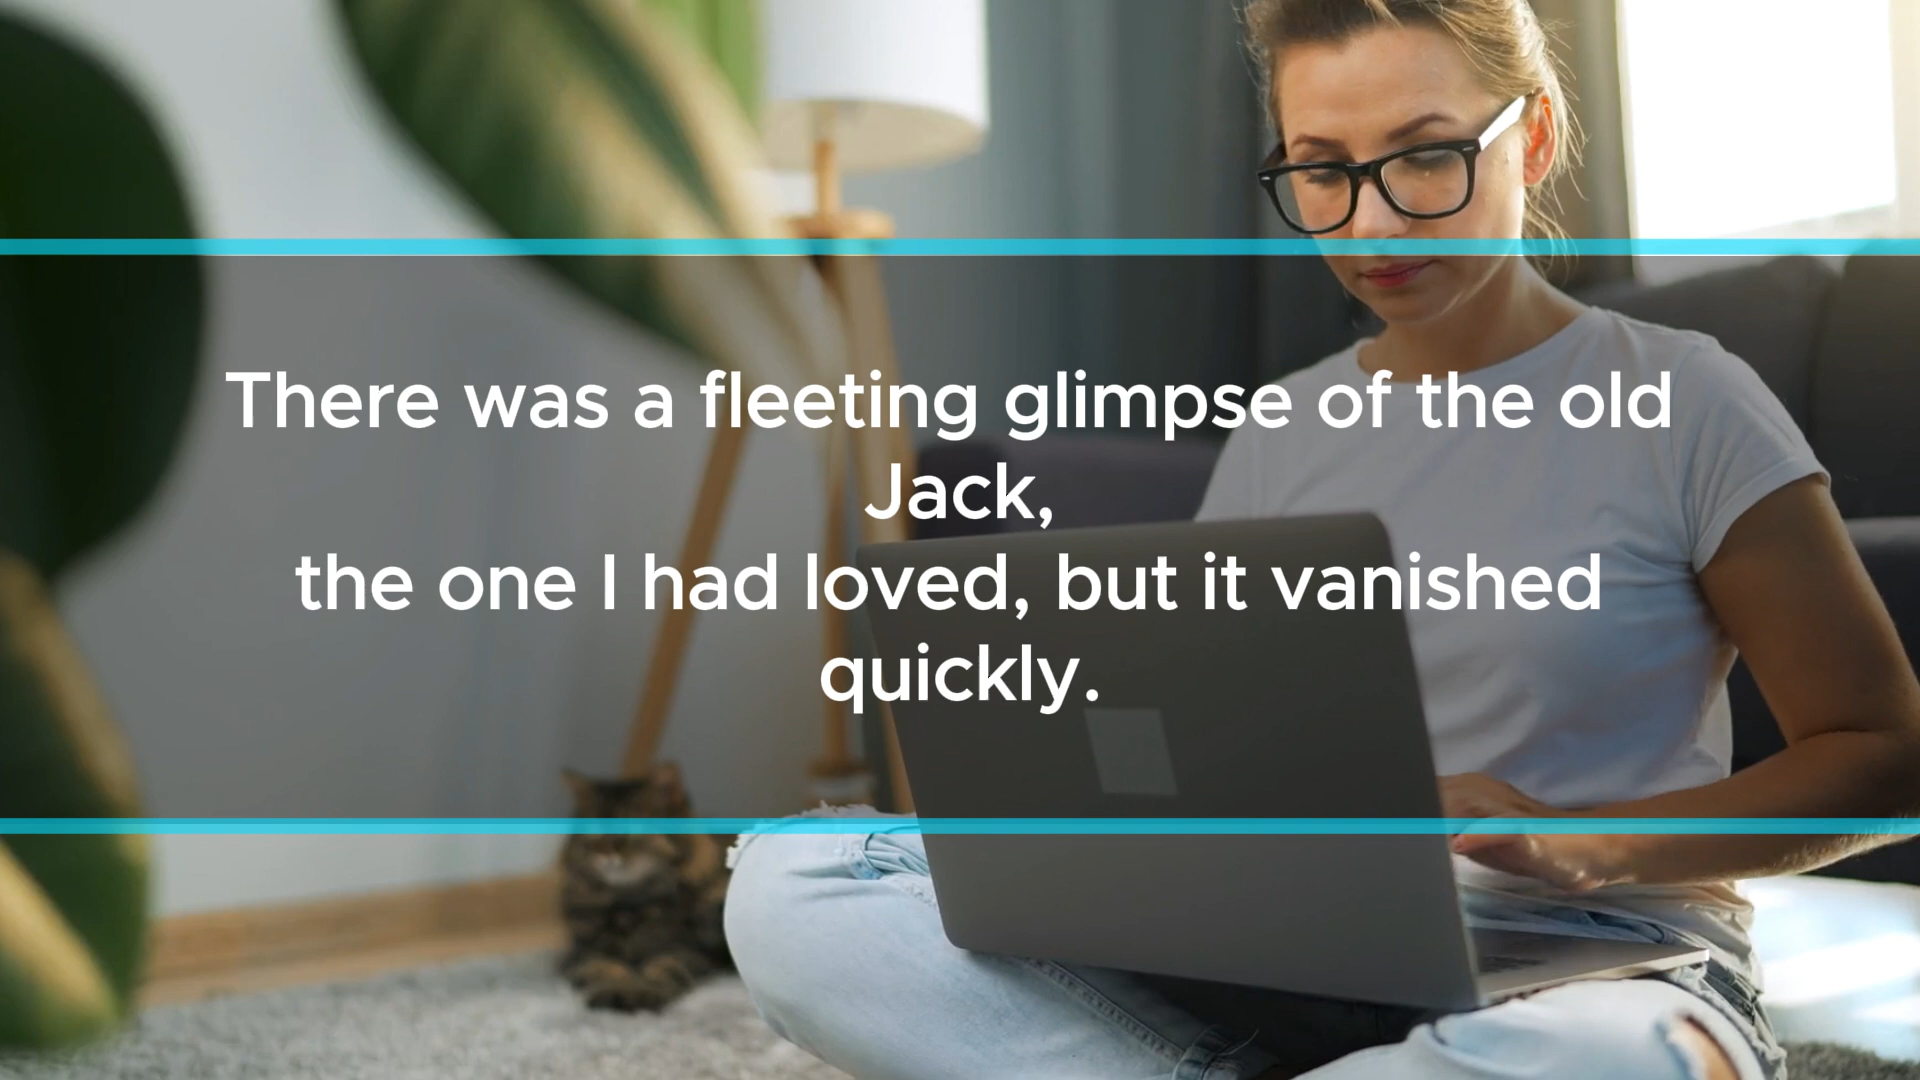 There was a fleeting glimpse of the old
Jack,
the one I had loved, but it vanished
quickly.